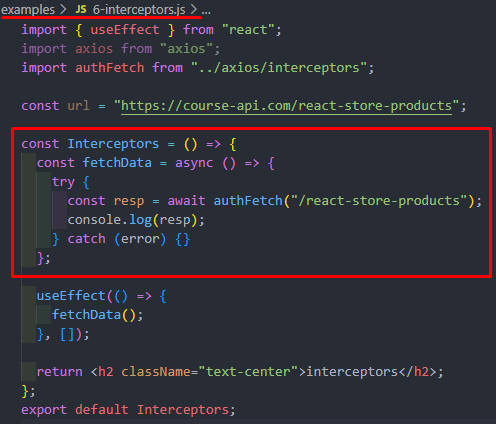 examples > JS 6-interceptors.js > ...
import { useEffect } from "react";
import axios from "axios";
import authFetch from "../axios/interceptors";
const url = "https://course-api.com/react-store-products";
const Interceptors = () => {
const fetchData = async () => {
try {
const resp = await authFetch("/react-store-products");
console.log(resp);
} catch (error) {}
};
useEffect(() => {
fetchData();
}, []);
return <h2 className="text-center">interceptors</h2>;
};
export default Interceptors;